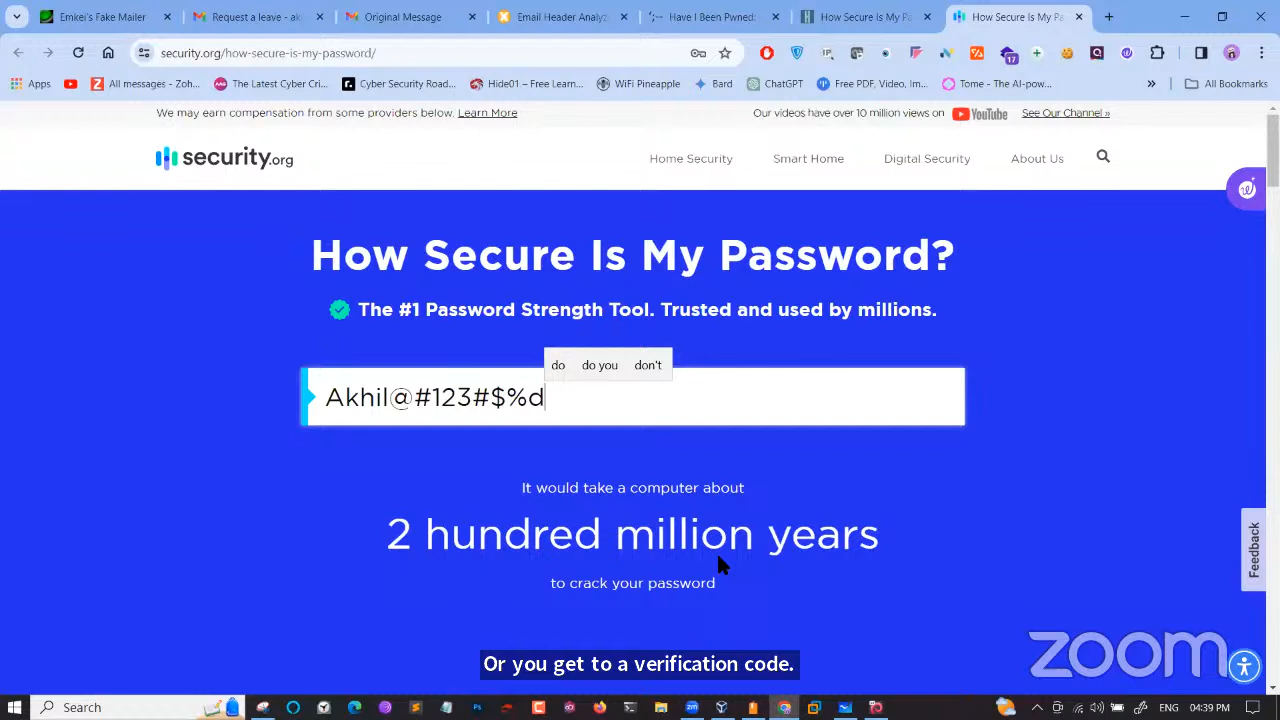 Emkei's Fake Mailer
Request a leave - ak
Original Message
Email Header Analyz
Have I Been Pwned:
How Secure Is My Pa
How Secure Is My Pa
security.org/how-secure-is-my-password/
17
Apps
All messages - Zoh...
The Latest Cyber Cri...
Cyber Security Road...
Hide01 – Free Learn...
WiFi Pineapple
Bard
ChatGPT
Free PDF, Video, Im...
Tome - The AI-pow...
All Bookmarks
We may earn compensation from some providers below. Learn More
Our videos have over 10 million views on YouTube See Our Channel »
security.org
Home Security
Smart Home
Digital Security
About Us
How Secure Is My Password?
The #1 Password Strength Tool. Trusted and used by millions.
do do you don't
Akhil@#123#$%d
It would take a computer about
2 hundred million years
to crack your password
Feedback
zoom
Or you get to a verification code.
Search
ENG
04:39 PM